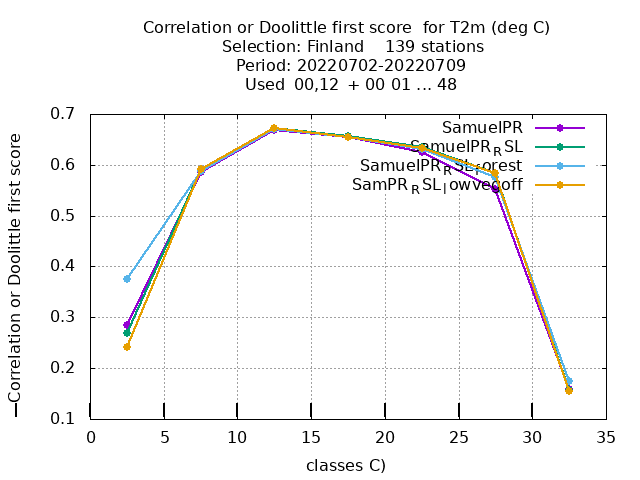 Correlation or Doolittle first score for T2m (deg C)
Selection: Finland 139 stations
Period: 20220702-20220709
Used 00,12 + 00 01 ... 48
Correlation or Doolittle first score
0.7
0.6
0.5
0.4
0.3
0.2
0.1
SamuelPR
SamuelPR_RSL
SamuelPR_RSL_forest
SamPR_RSL_lowvegoff
0 5 10 15 20 25 30 35
classes C)